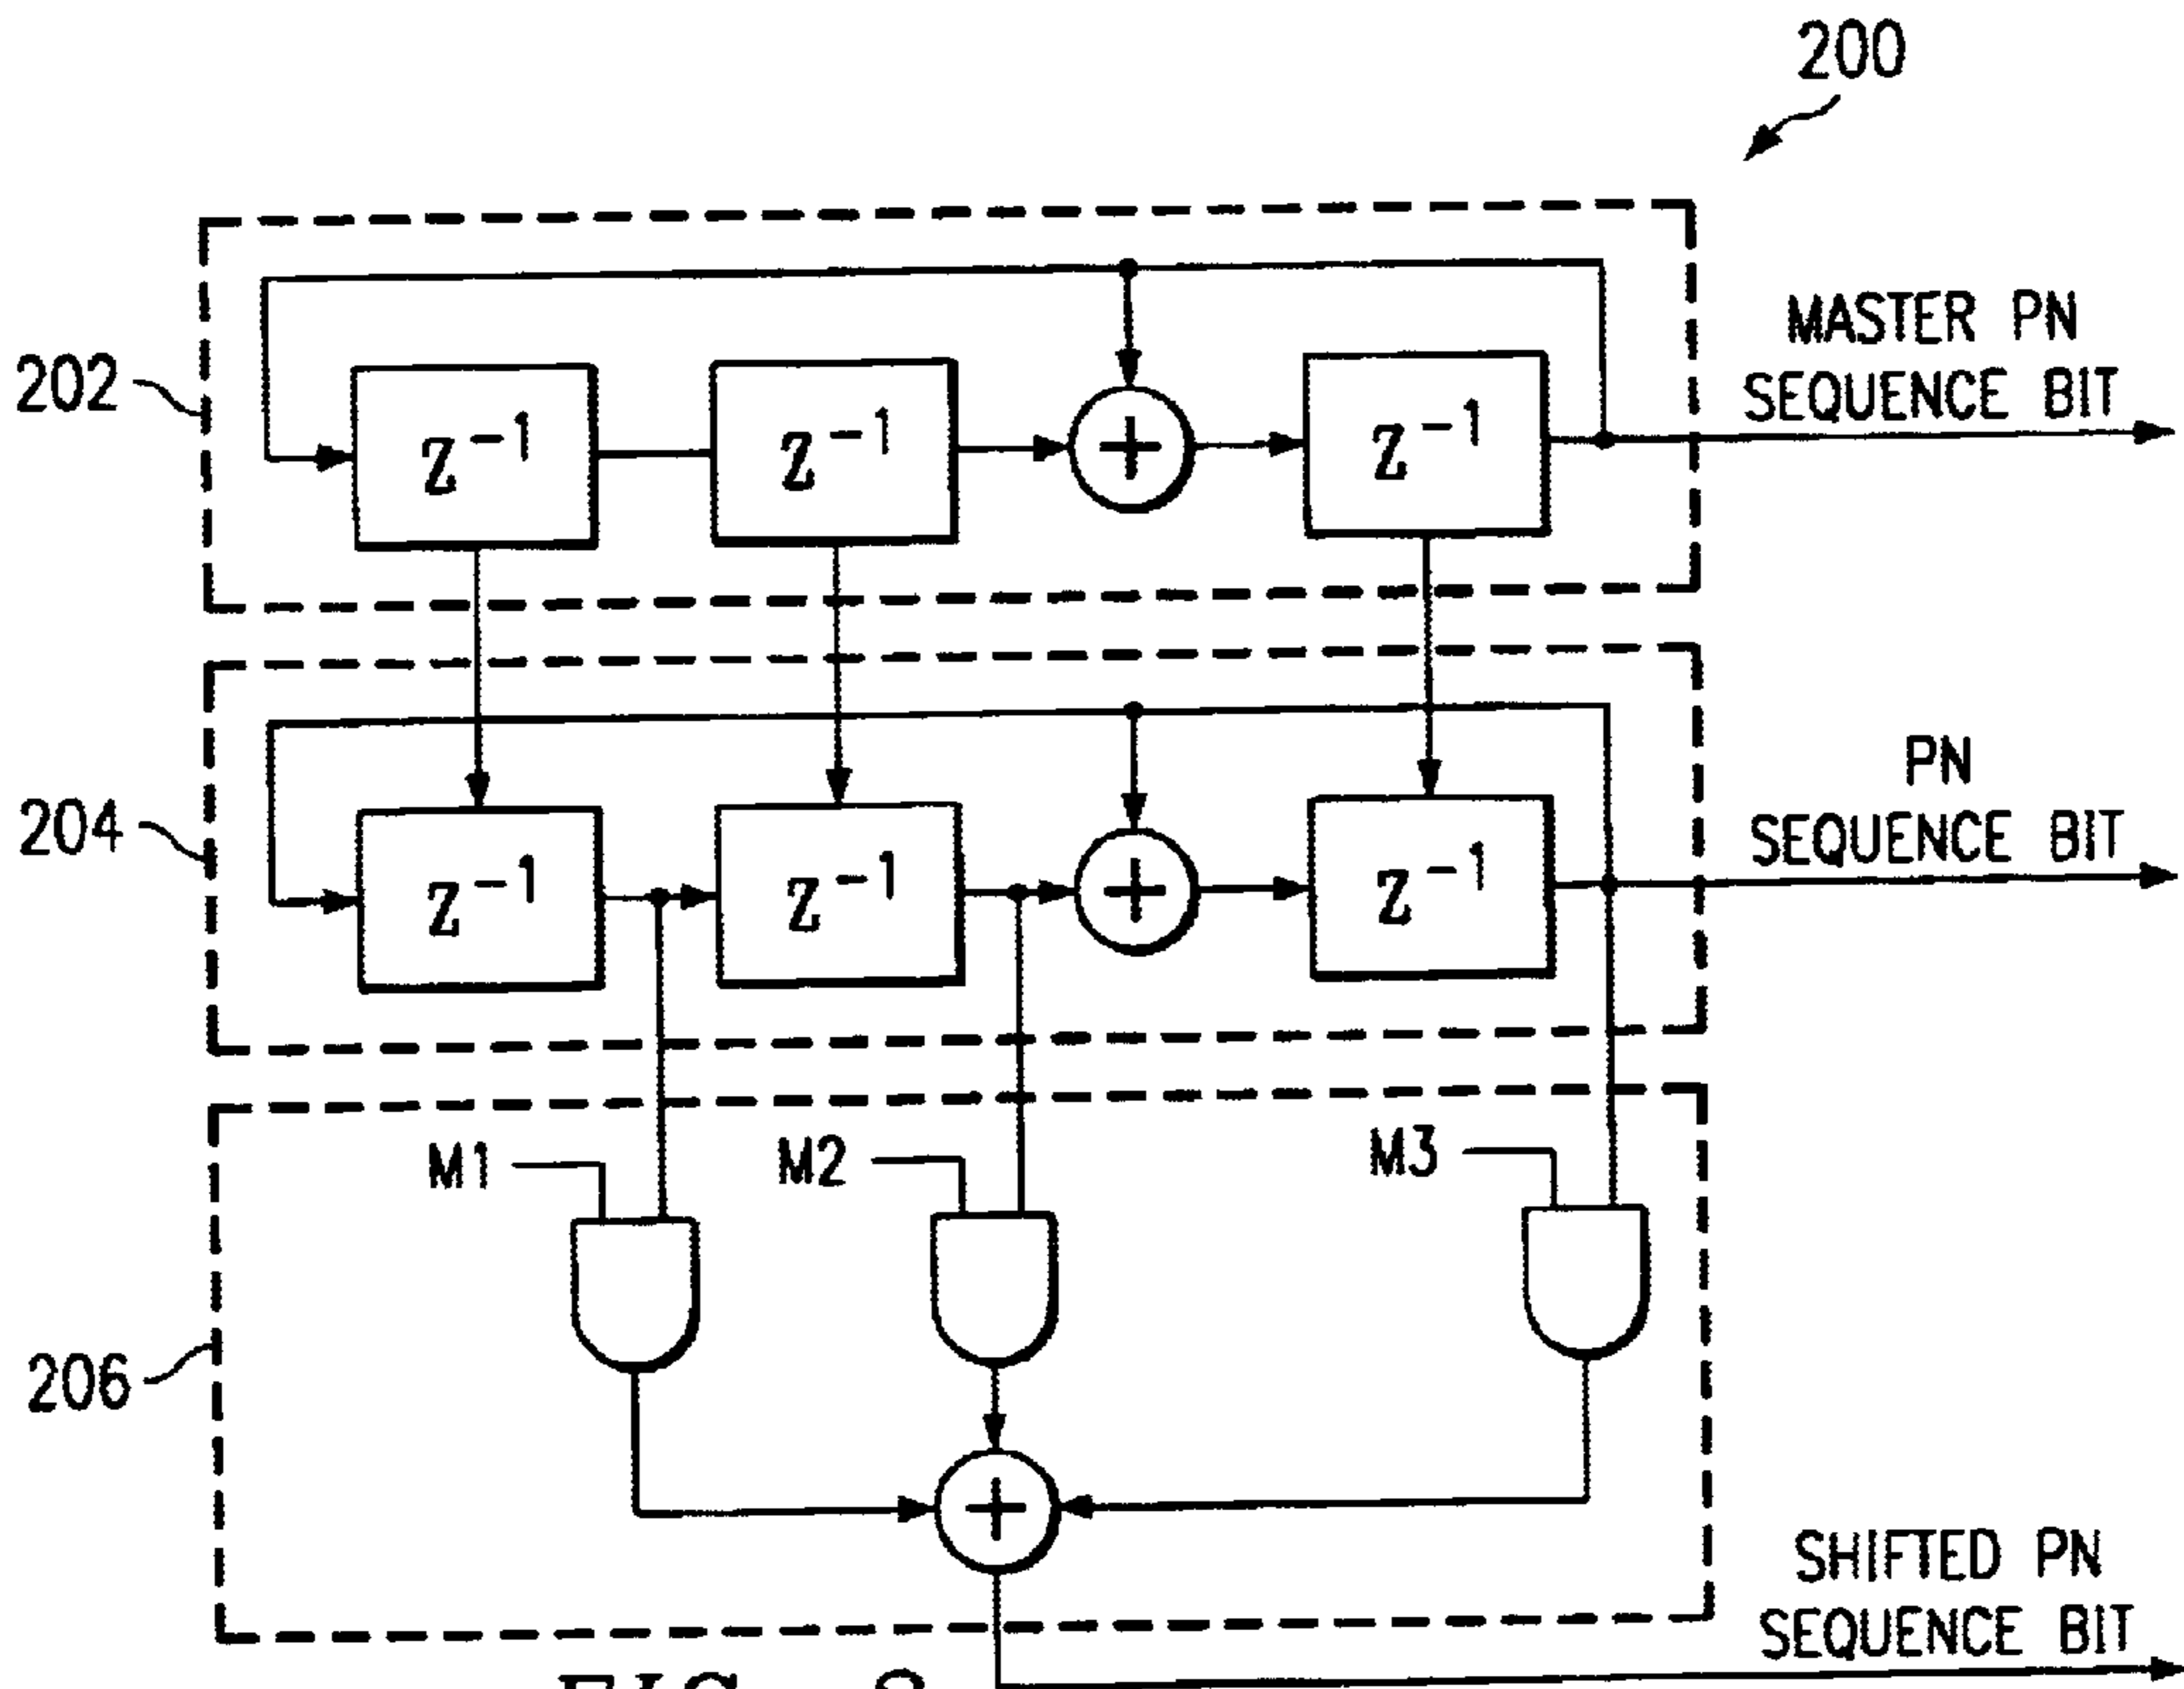 200
202
MASTER PN
SEQUENCE BIT
Z⁻¹ Z⁻¹ + Z⁻¹
204
PN
SEQUENCE BIT
Z⁻¹ Z⁻¹ + Z⁻¹
206
M1 M2 M3
+
SHIFTED PN
SEQUENCE BIT